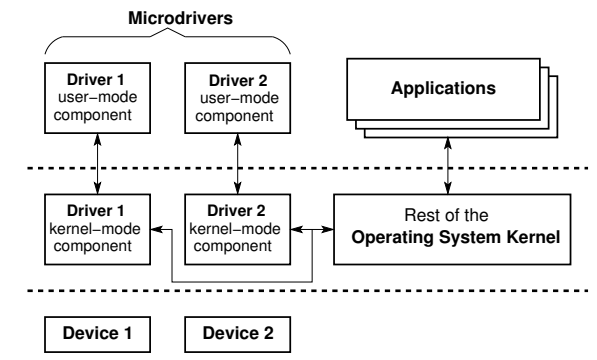 Microdrivers
Driver 1
user−mode
component
Driver 2
user−mode
component
Applications
Driver 1
kernel−mode
component
Driver 2
kernel−mode
component
Rest of the
Operating System Kernel
Device 1
Device 2